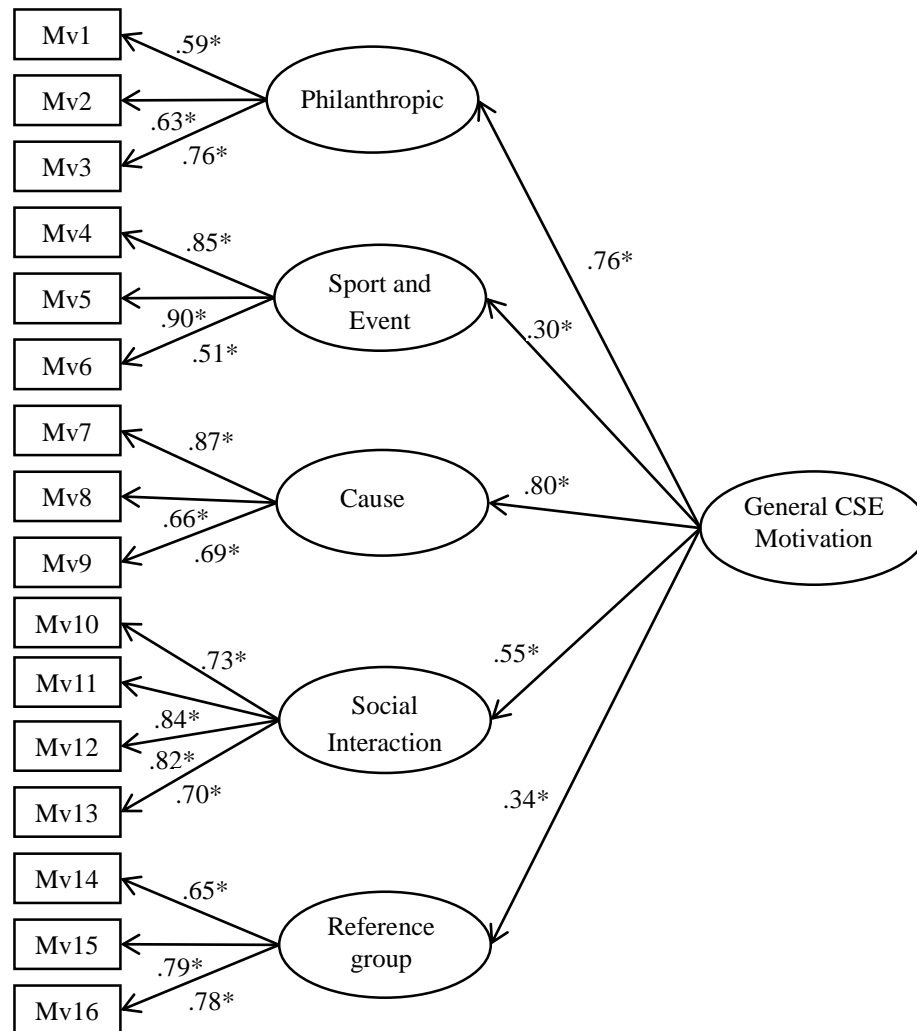 Mv1
.59*
Mv2
Philanthropic
.63*
Mv3
.76*
Mv4
.85*
.76*
Mv5
Sport and
Event
.90*
.30*
Mv6
.51*
Mv7
.87*
Mv8
Cause
.80*
General CSE
Motivation
.66*
Mv9
.69*
Mv10
.73*
.55*
Mv11
Social
Interaction
.84*
Mv12
.82*
Mv13
.70*
.34*
Mv14
.65*
Mv15
Reference
group
.79*
Mv16
.78*